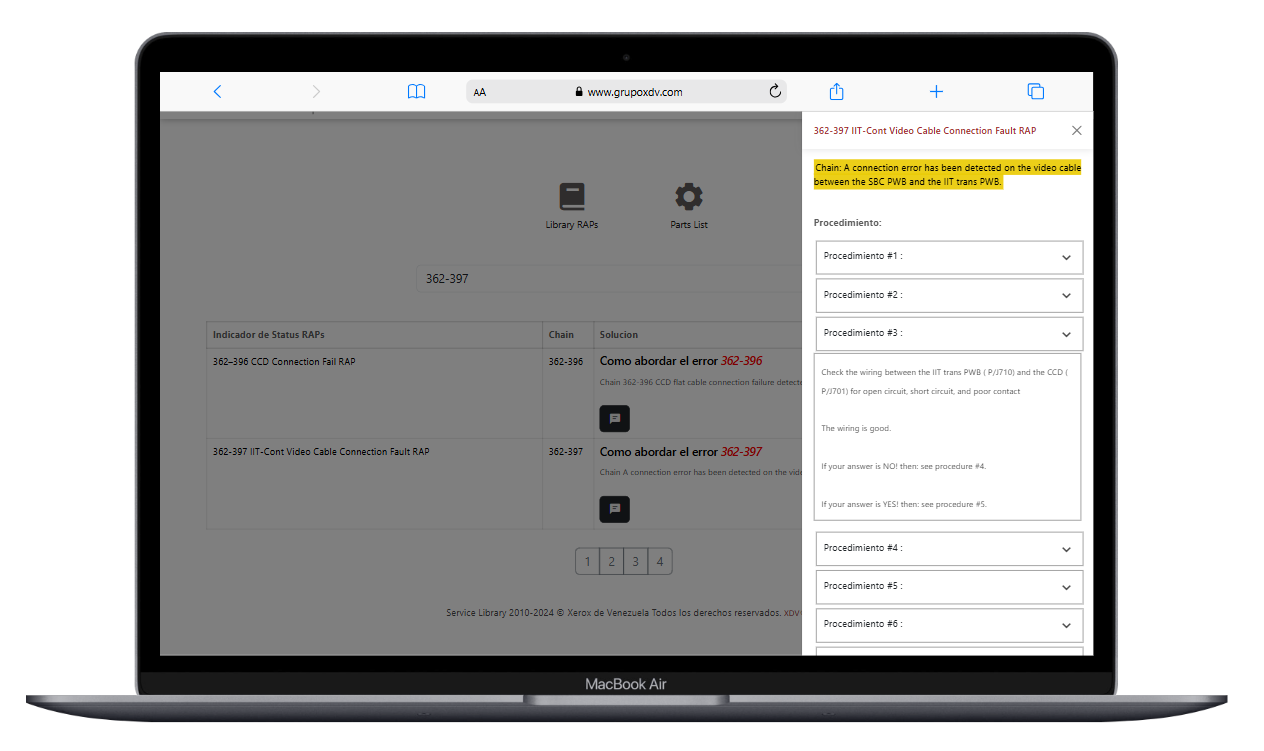 AA
www.grupoxdv.com
Library RAPs
Parts List
362-397
Indicador de Status RAPs
Chain
Solucion
362–396 CCD Connection Fail RAP
362-396
Como abordar el error 362-396
Chain 362-396 CCD flat cable connection failure detecte
362-397 IIT-Cont Video Cable Connection Fault RAP
362-397
Como abordar el error 362-397
Chain A connection error has been detected on the vide
1 2 3 4
Service Library 2010-2024 © Xerox de Venezuela Todos los derechos reservados. XDV
362-397 IIT-Cont Video Cable Connection Fault RAP
Chain: A connection error has been detected on the video cable
between the SBC PWB and the IIT trans PWB.
Procedimiento:
Procedimiento #1 :
Procedimiento #2 :
Procedimiento #3 :
Check the wiring between the IIT trans PWB ( P/J710) and the CCD (
P/J701) for open circuit, short circuit, and poor contact
The wiring is good.
If your answer is NO! then: see procedure #4.
If your answer is YES! then: see procedure #5.
Procedimiento #4 :
Procedimiento #5 :
Procedimiento #6 :
MacBook Air